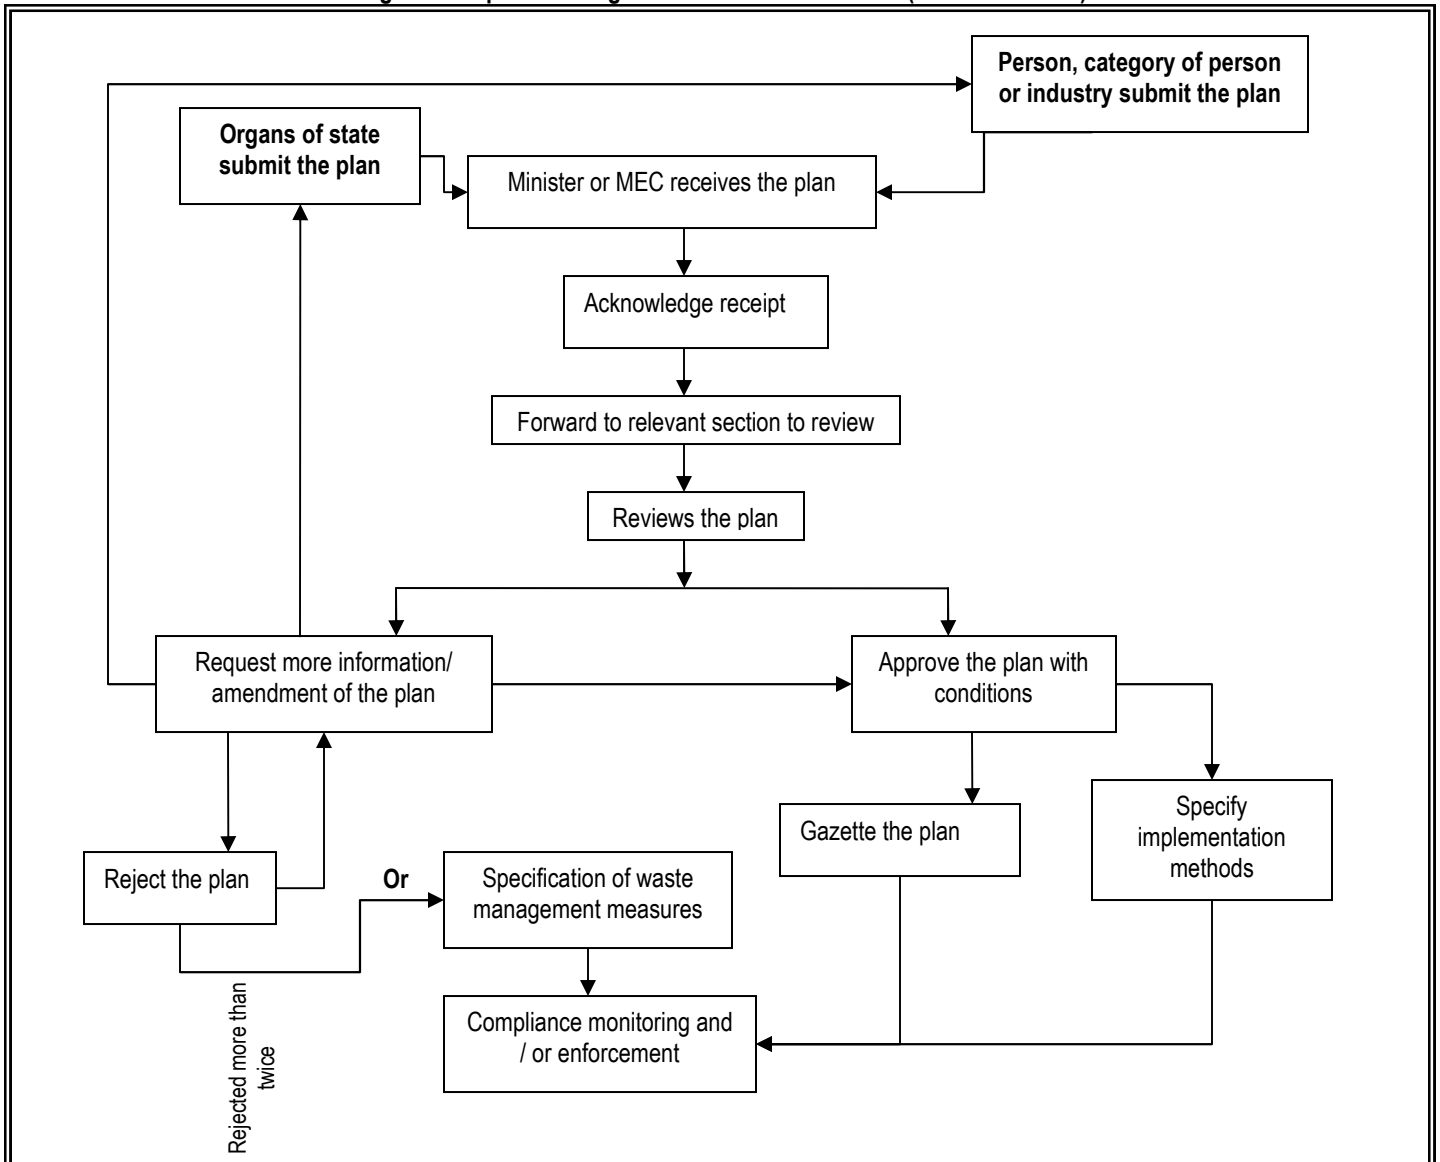 Person, category of person
or industry submit the plan
Organs of state
submit the plan
Minister or MEC receives the plan
Acknowledge receipt
Forward to relevant section to review
Reviews the plan
Request more information/
amendment of the plan
Approve the plan with
conditions
Gazette the plan
Specify
implementation
methods
Reject the plan
Or
Specification of waste
management measures
Rejected more than
twice
Compliance monitoring and
/ or enforcement